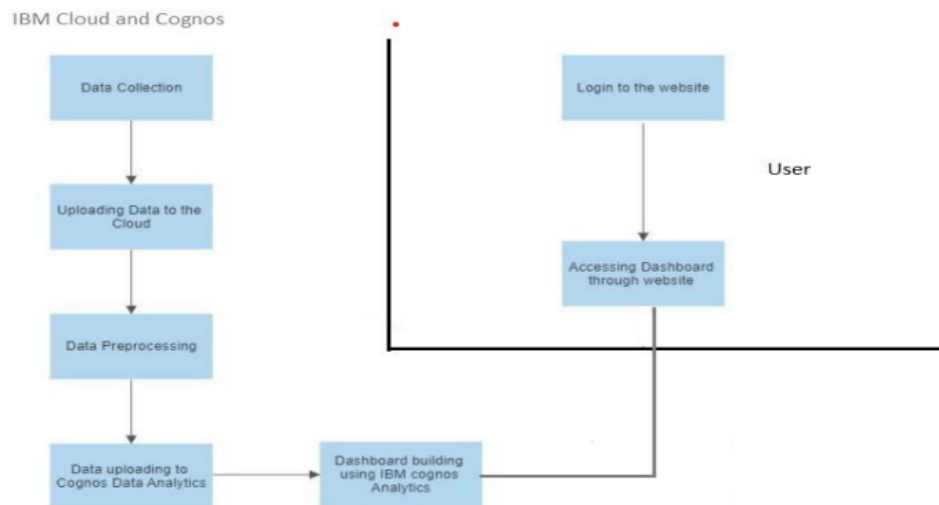 IBM Cloud and Cognos
Data Collection
Uploading Data to the
Cloud
Data Preprocessing
Data uploading to
Cognos Data Analytics
Dashboard building
using IBM cognos
Analytics
Login to the website
User
Accessing Dashboard
through website